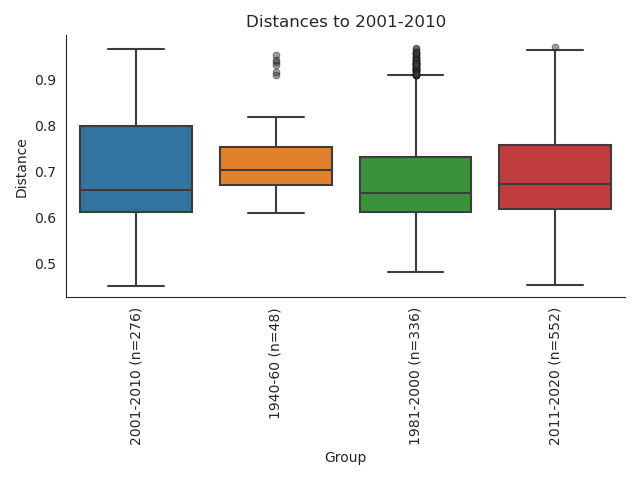 Distances to 2001-2010
Distance
0.9
0.8
0.7
0.6
0.5
2001-2010 (n=276)
1940-60 (n=48)
1981-2000 (n=336)
2011-2020 (n=552)
Group